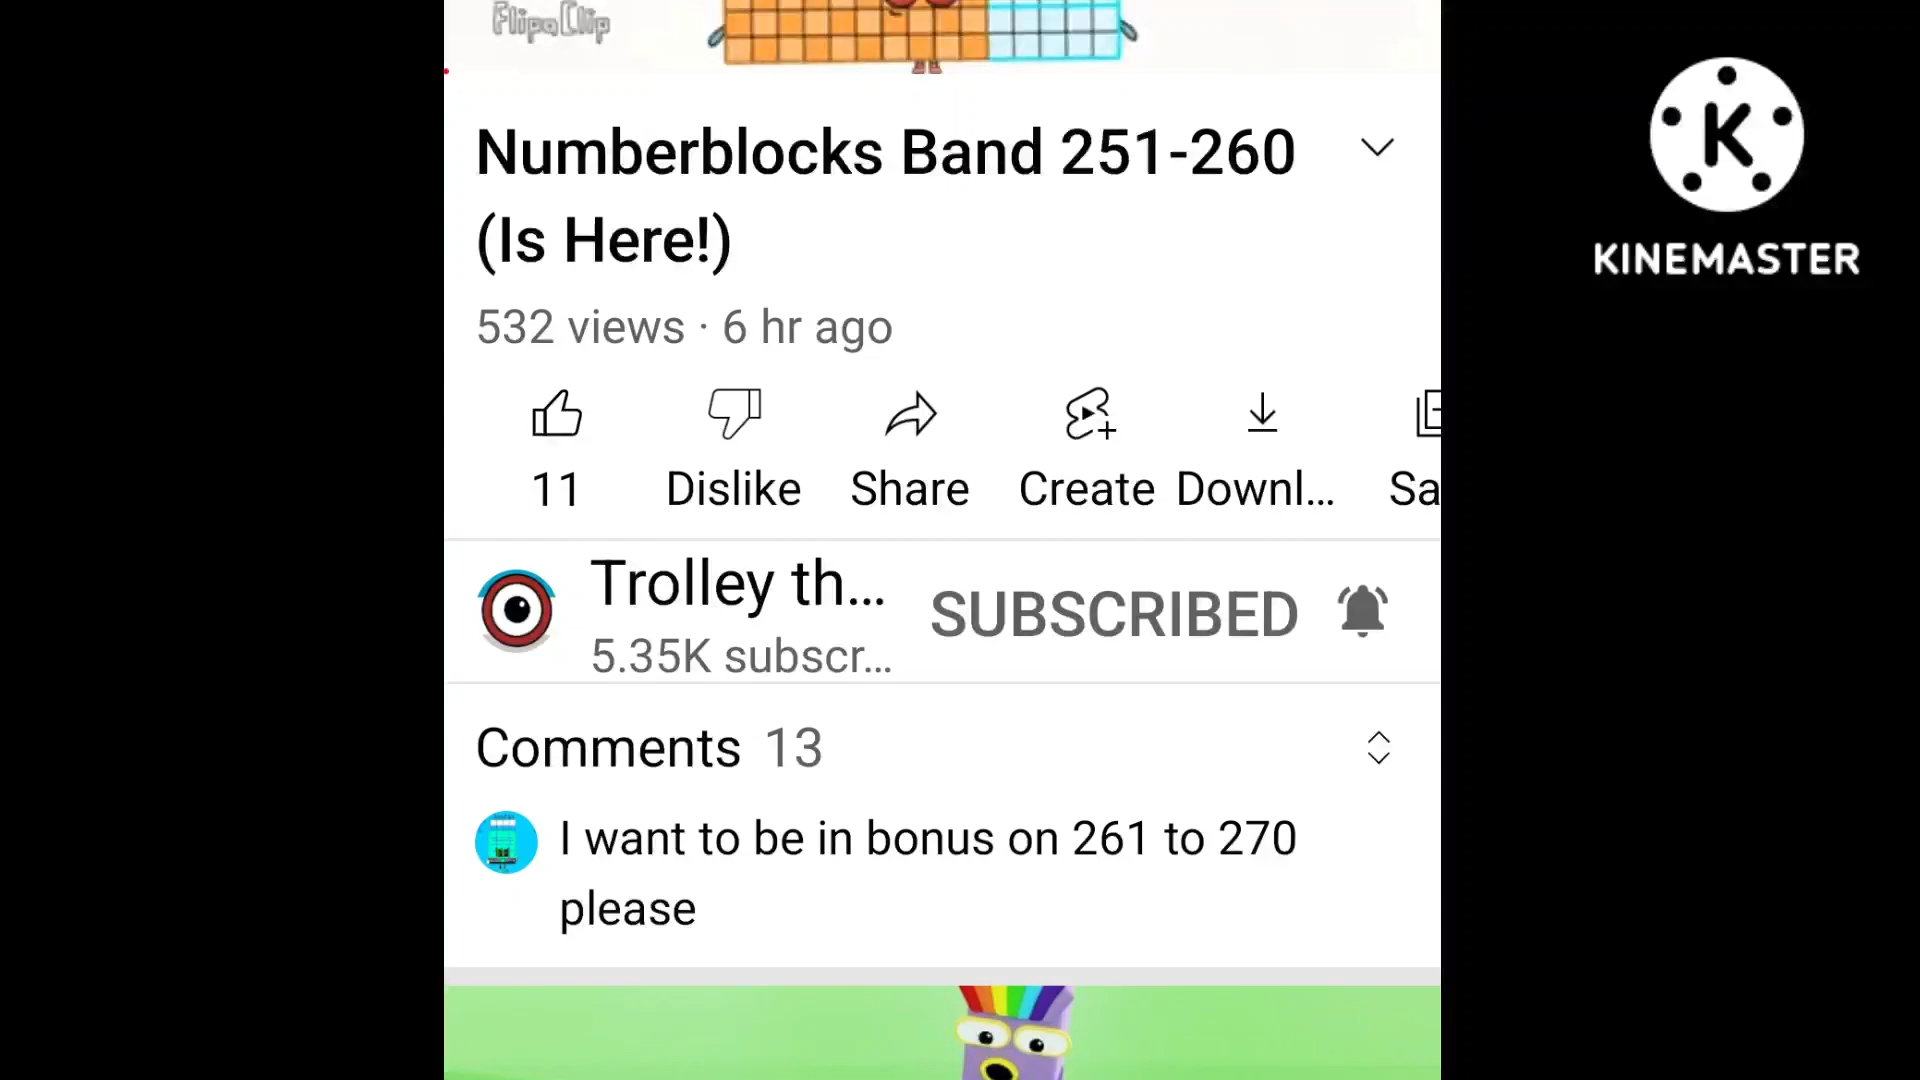 FlipaClip
Numberblocks Band 251-260
(Is Here!)
532 views · 6 hr ago
11 Dislike Share Create Downl... Sa
Trolley th...
5.35K subscr...
SUBSCRIBED
Comments 13
I want to be in bonus on 261 to 270
please
K
KINEMASTER